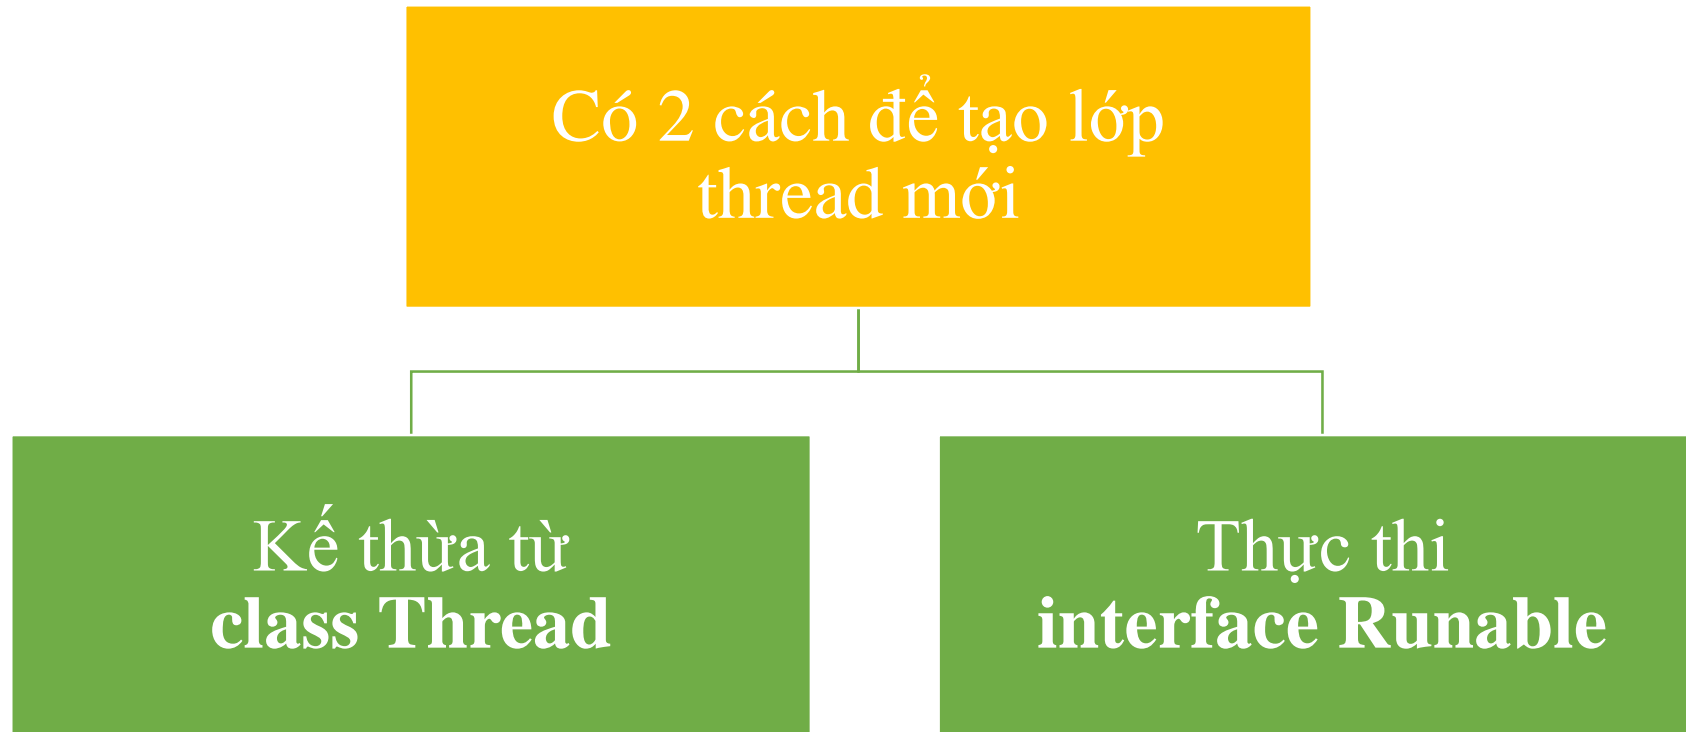 Có 2 cách để tạo lớp
thread mới
Kế thừa từ
class Thread
Thực thi
interface Runable